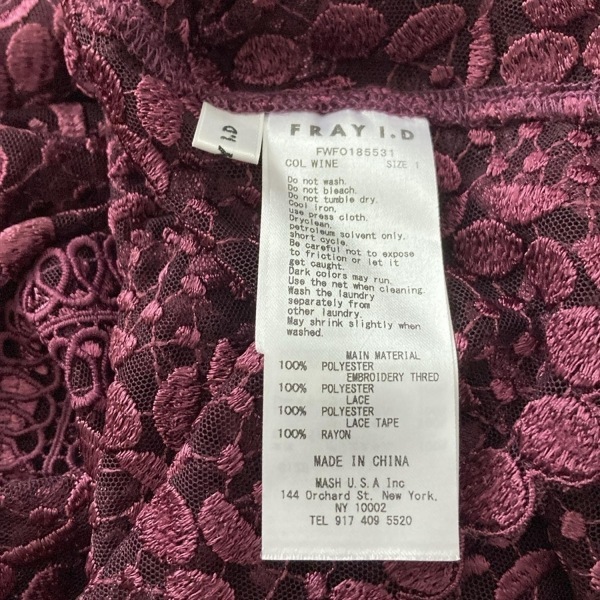 FRAY I.D
Y I.D
FWFO185531
COL WINE SIZE 1
Do not wash.
Do not bleach.
Do not tumble dry.
Cool iron,
use press cloth.
Dryclean,
petroleum solvent only,
short cycle.
Be careful not to expose
to friction or let it
get caught.
Dark colors may run.
Use the net when cleaning.
Wash the laundry
separately from
other laundry.
May shrink slightly when
washed.
MAIN MATERIAL
100% POLYESTER
EMBROIDERY THRED
100% POLYESTER
LACE
100% POLYESTER
LACE TAPE
100% RAYON
MADE IN CHINA
MASH U.S.A Inc
144 Orchard St. New York.
NY 10002
TEL 917 409 5520